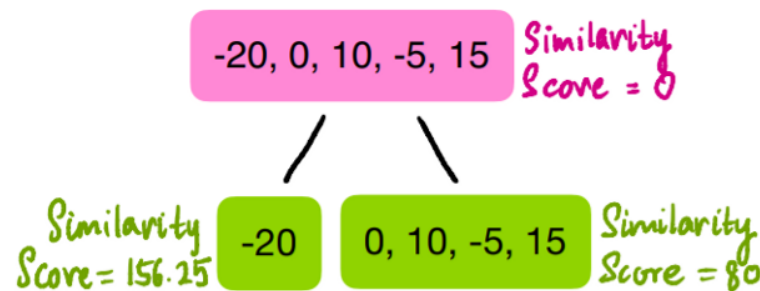 -20, 0, 10, -5, 15
Similarity
Score = 0
Similarity
Score = 156.25
-20
0, 10, -5, 15
Similarity
Score = 80